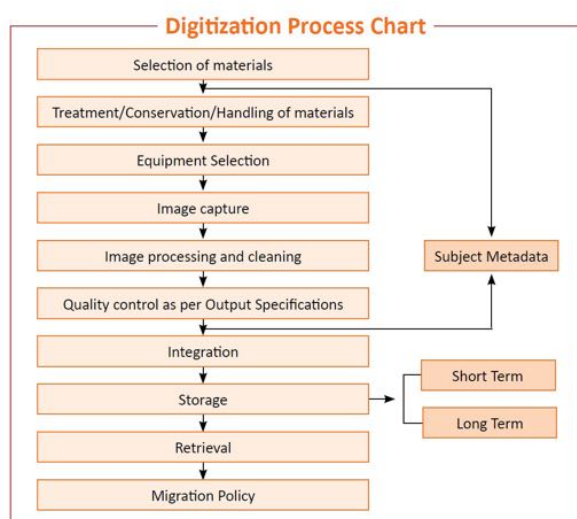 Digitization Process Chart
Selection of materials
Treatment/Conservation/Handling of materials
Equipment Selection
Image capture
Image processing and cleaning
Subject Metadata
Quality control as per Output Specifications
Integration
Short Term
Storage
Long Term
Retrieval
Migration Policy